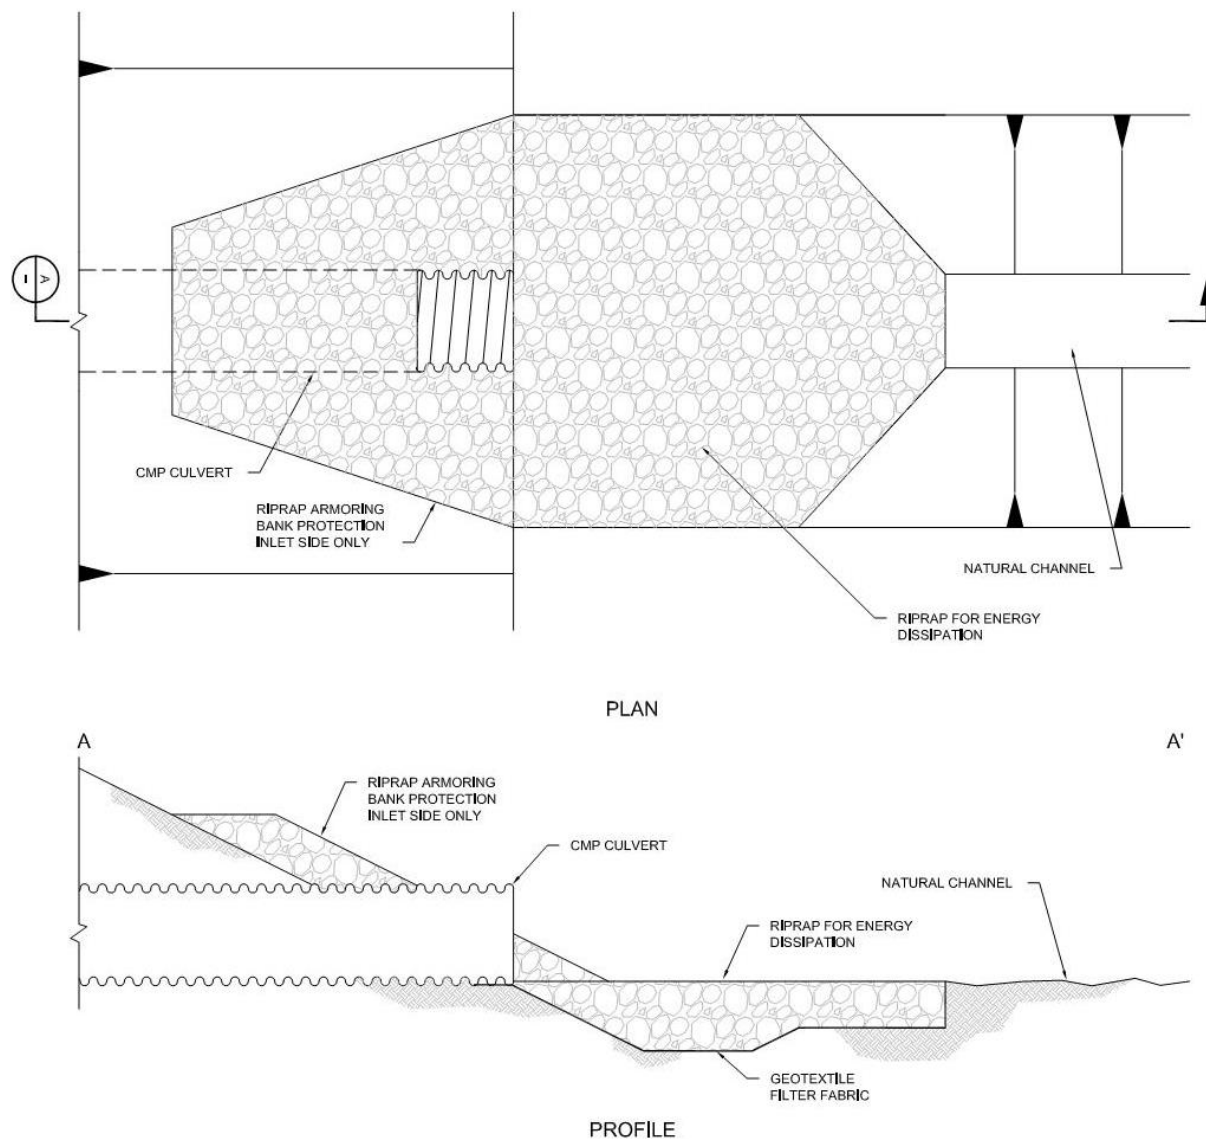 A
1
CMP CULVERT
RIPRAP ARMORING
BANK PROTECTION
INLET SIDE ONLY
NATURAL CHANNEL
RIPRAP FOR ENERGY
DISSIPATION
PLAN
A
A'
RIPRAP ARMORING
BANK PROTECTION
INLET SIDE ONLY
CMP CULVERT
NATURAL CHANNEL
RIPRAP FOR ENERGY
DISSIPATION
GEOTEXTILE
FILTER FABRIC
PROFILE